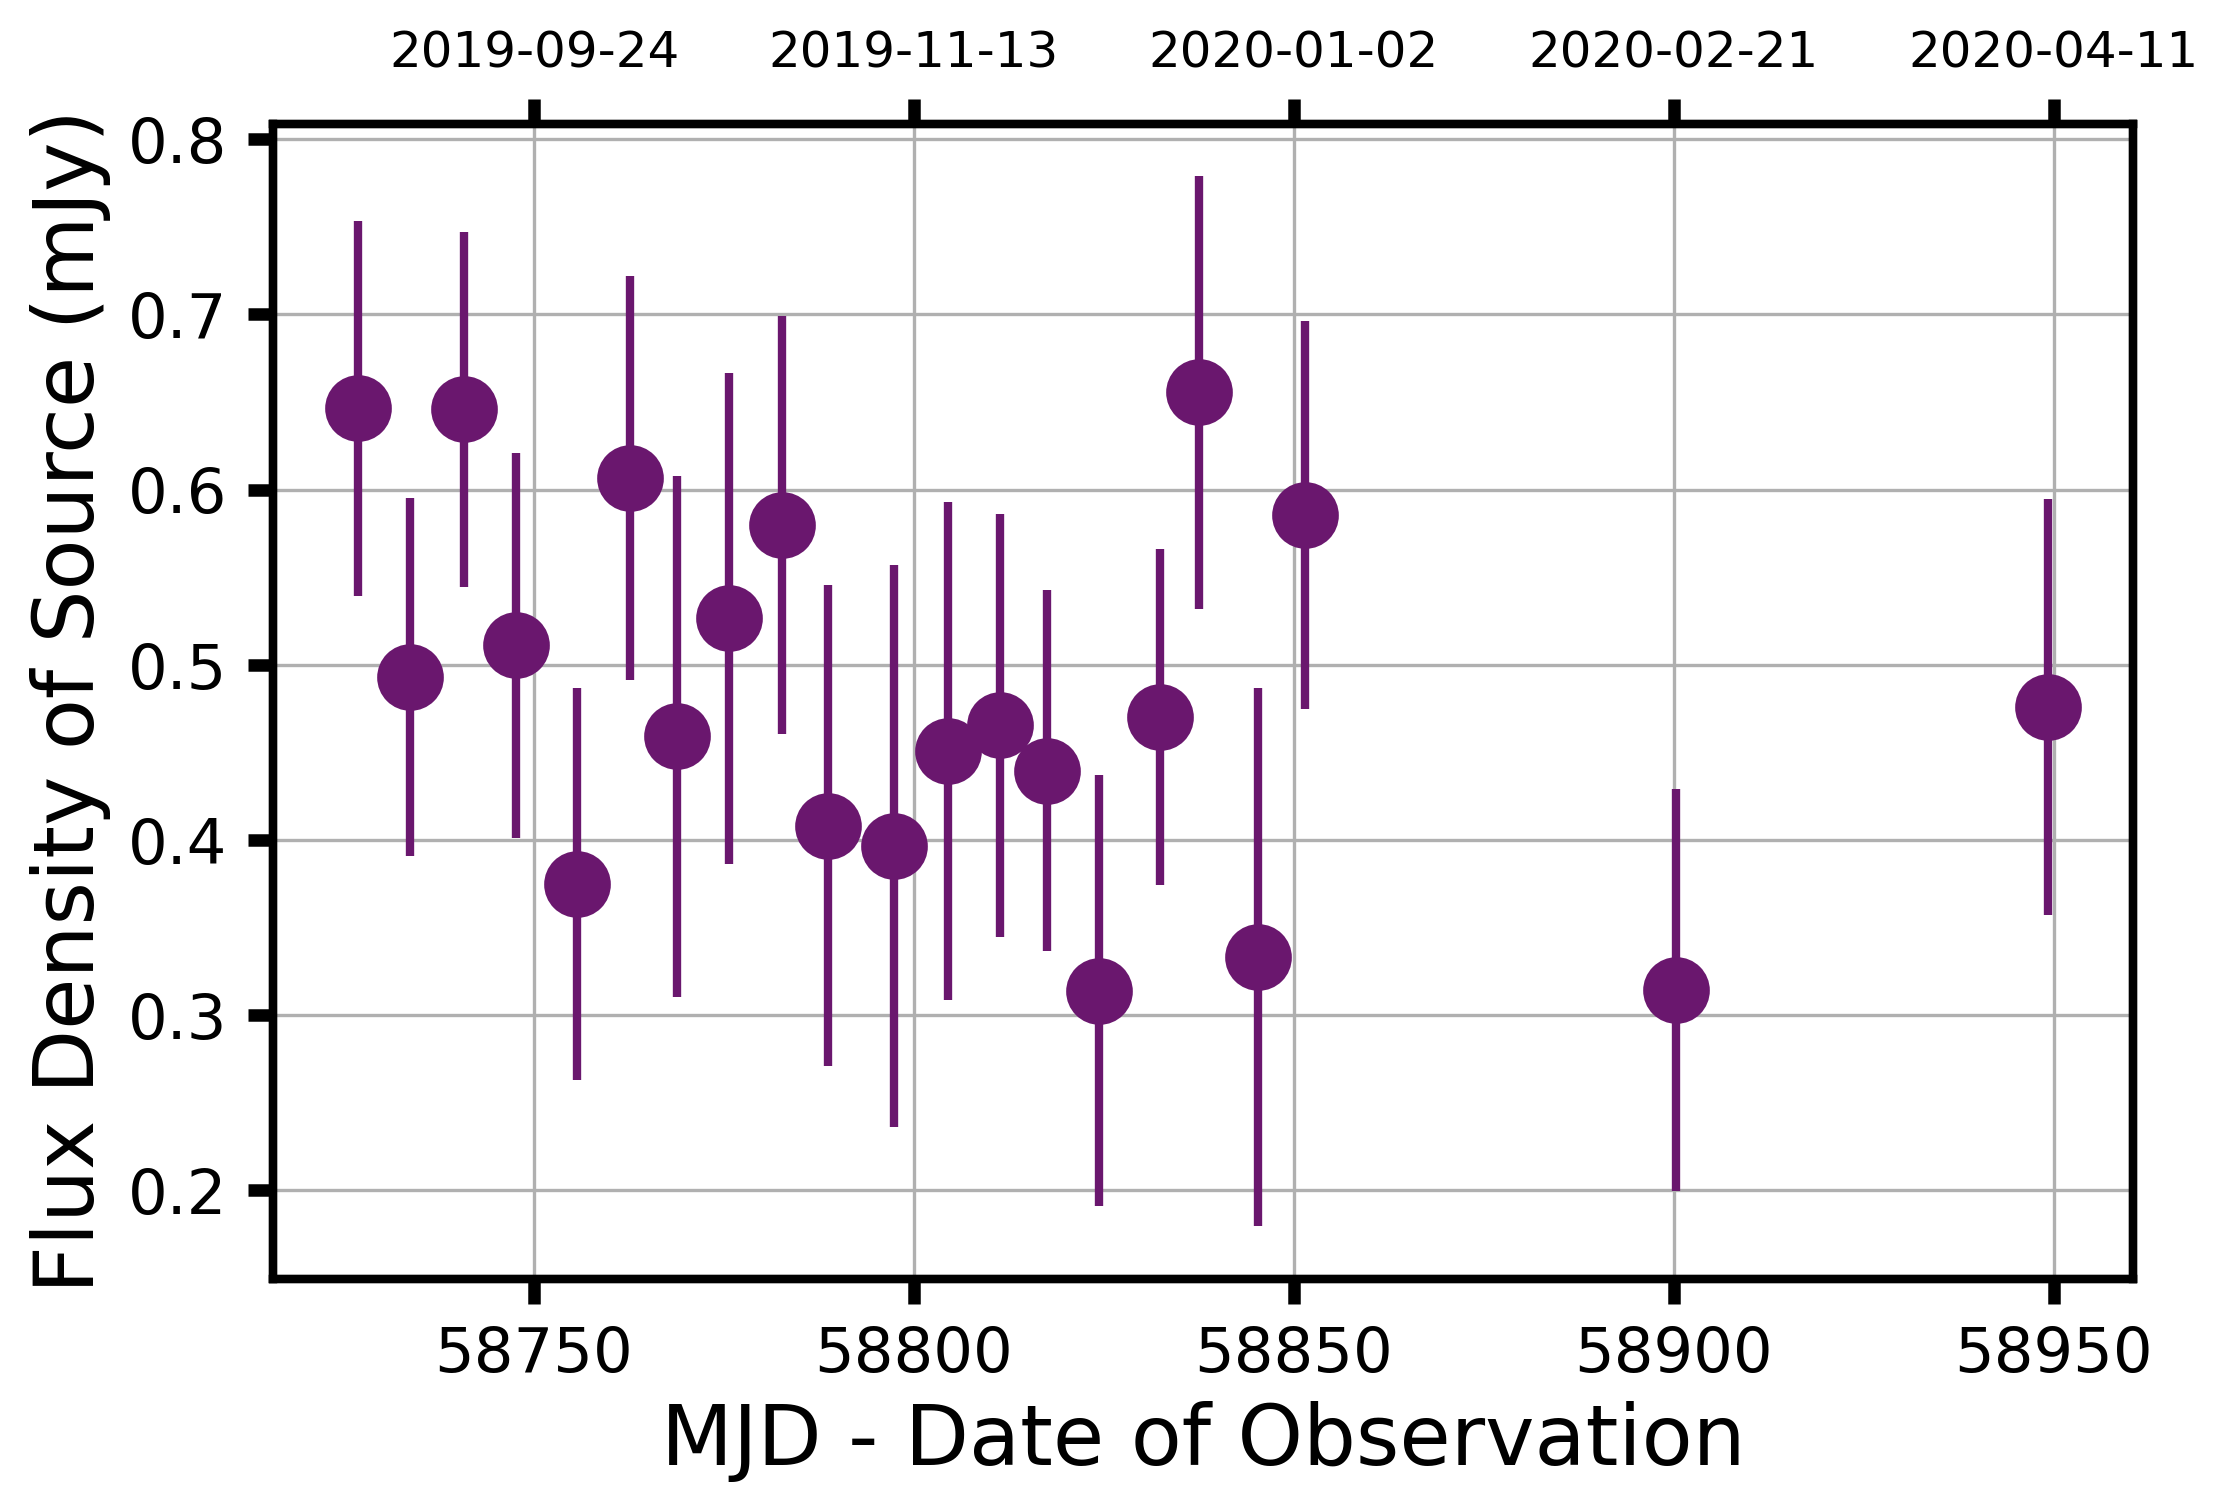 2019-09-24 2019-11-13 2020-01-02 2020-02-21 2020-04-11
Flux Density of Source (mJy)
0.8
0.7
0.6
0.5
0.4
0.3
0.2
58750 58800 58850 58900 58950
MJD - Date of Observation